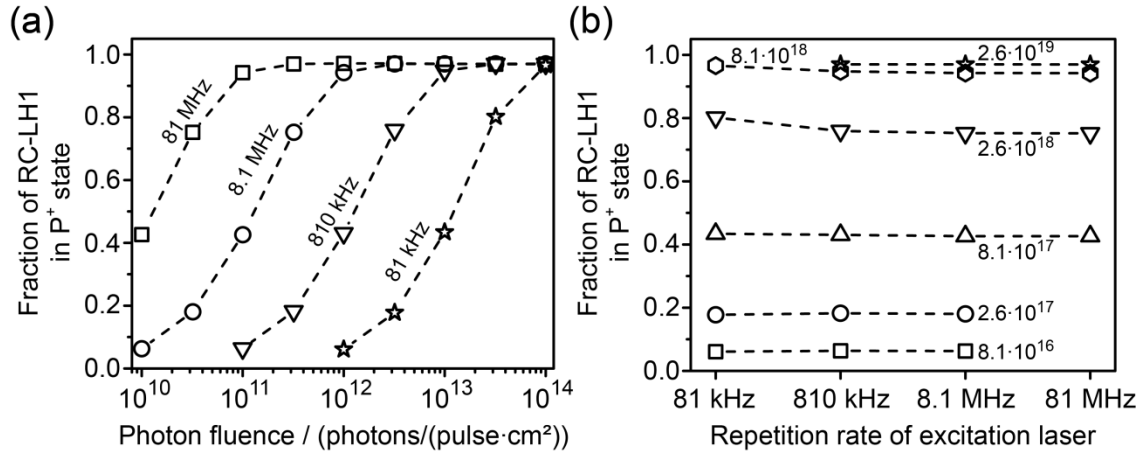 (a)
Fraction of RC-LH1
in P⁺ state
1.0
0.8
0.6
0.4
0.2
0.0
81 MHz
8.1 MHz
810 kHz
81 kHz
10¹⁰
10¹¹
10¹²
10¹³
10¹⁴
Photon fluence / (photons/(pulse·cm²))
(b)
Fraction of RC-LH1
in P⁺ state
1.0
0.8
0.6
0.4
0.2
0.0
8.1·10¹⁸
2.6·10¹⁹
2.6·10¹⁸
8.1·10¹⁷
2.6·10¹⁷
8.1·10¹⁶
81 kHz
810 kHz
8.1 MHz
81 MHz
Repetition rate of excitation laser